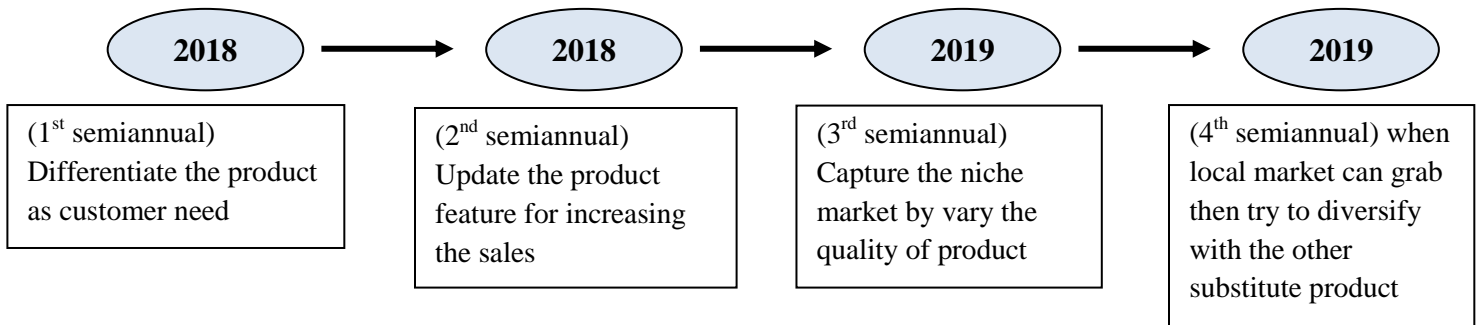 2018
2018
2019
2019
(1st semiannual)
Differentiate the product
as customer need
(2nd semiannual)
Update the product
feature for increasing
the sales
(3rd semiannual)
Capture the niche
market by vary the
quality of product
(4th semiannual) when
local market can grab
then try to diversify
with the other
substitute product